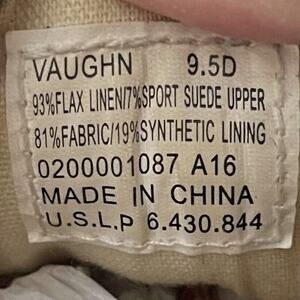 VAUGHN 9.5D
93%FLAX LINEN/7%SPORT SUEDE UPPER
81%FABRIC/19%SYNTHETIC LINING
0200001087 A16
MADE IN CHINA
U.S.L.P 6.430.844